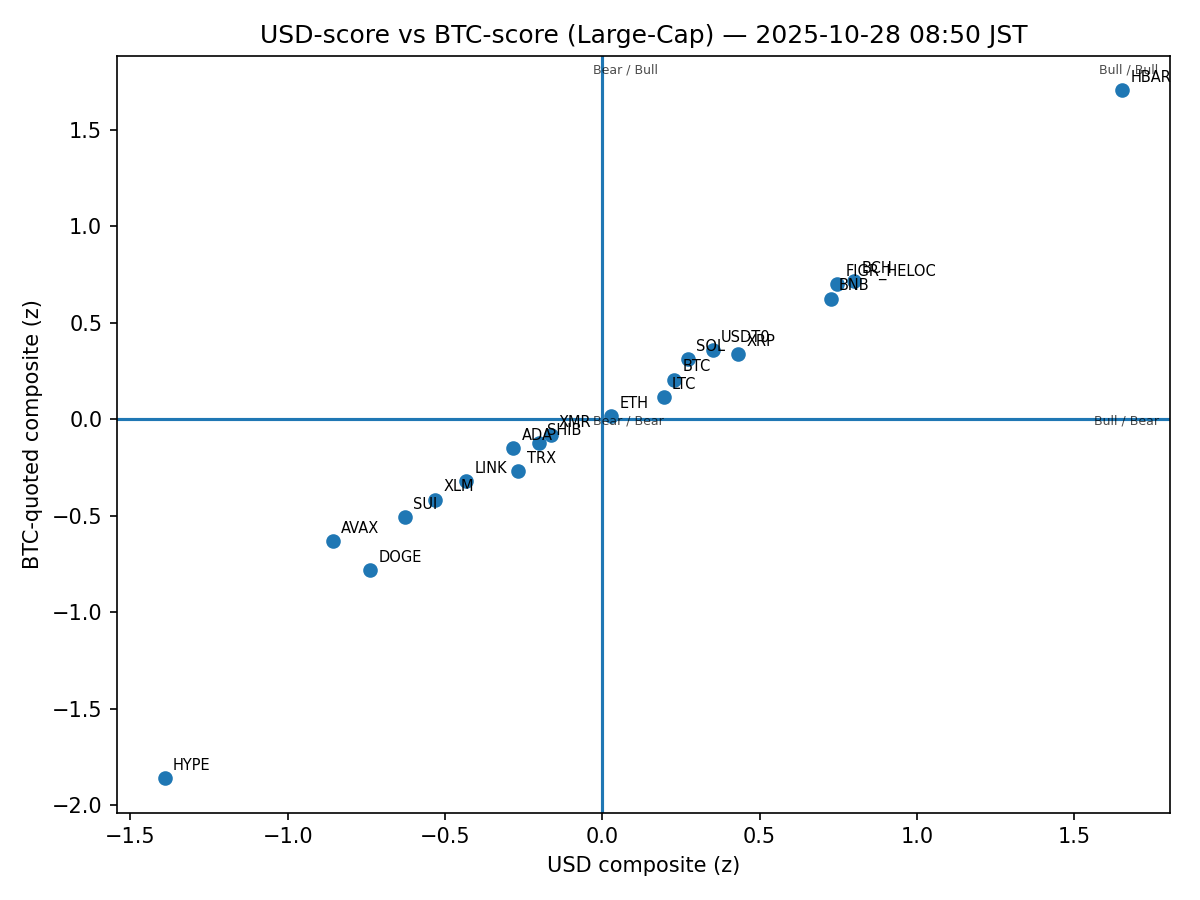 USD-score vs BTC-score (Large-Cap) — 2025-10-28 08:50 JST
Bear / Bull
Bull / Bull
HBAR
1.5
1.0
BCH
FIGR_HELOC
BNB
0.5
USDT0
XRP
SOL
BTC
LTC
ETH
0.0
Bear / Bear
Bull / Bear
XMR
SHIB
ADA
TRX
LINK
XLM
−0.5
SUI
AVAX
DOGE
−1.0
−1.5
HYPE
−2.0
−1.5
−1.0
−0.5
0.0
0.5
1.0
1.5
USD composite (z)
BTC-quoted composite (z)